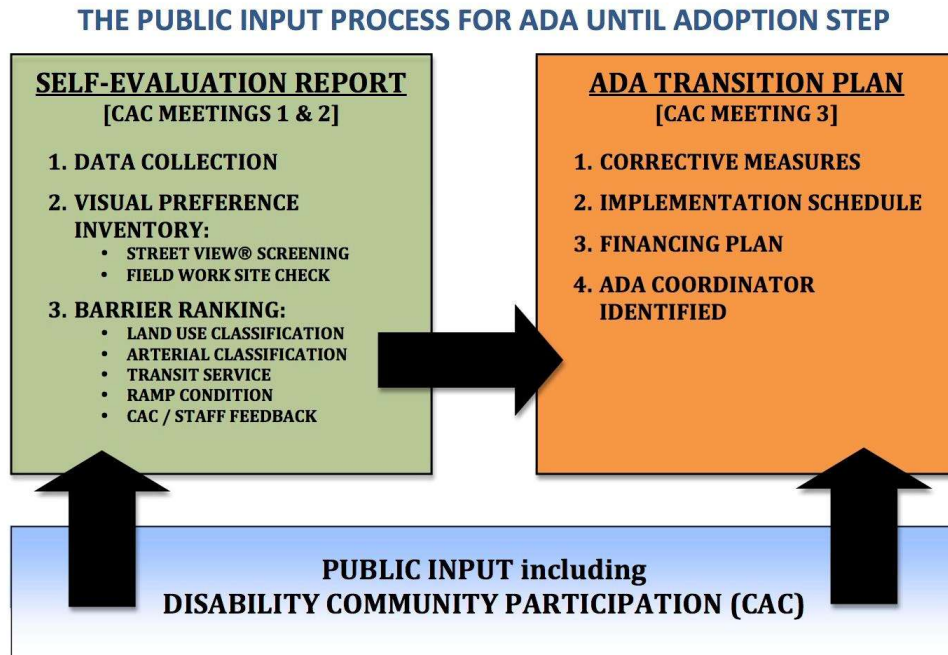 THE PUBLIC INPUT PROCESS FOR ADA UNTIL ADOPTION STEP
SELF-EVALUATION REPORT
[CAC MEETINGS 1 & 2]
1. DATA COLLECTION
2. VISUAL PREFERENCE
INVENTORY:
• STREET VIEW® SCREENING
• FIELD WORK SITE CHECK
3. BARRIER RANKING:
• LAND USE CLASSIFICATION
• ARTERIAL CLASSIFICATION
• TRANSIT SERVICE
• RAMP CONDITION
• CAC / STAFF FEEDBACK
ADA TRANSITION PLAN
[CAC MEETING 3]
1. CORRECTIVE MEASURES
2. IMPLEMENTATION SCHEDULE
3. FINANCING PLAN
4. ADA COORDINATOR
IDENTIFIED
PUBLIC INPUT including
DISABILITY COMMUNITY PARTICIPATION (CAC)